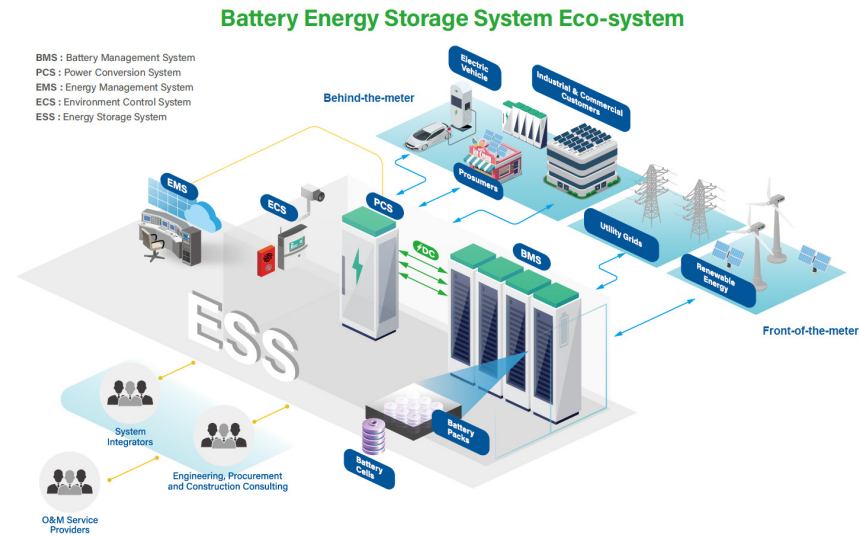 Battery Energy Storage System Eco-system
BMS : Battery Management System
PCS : Power Conversion System
EMS : Energy Management System
ECS : Environment Control System
ESS : Energy Storage System
Behind-the-meter
Electric
Vehicle
Industrial & Commercial
Customers
Prosumers
EMS
ECS
PCS
DC
BMS
Utility Grids
Renewable
Energy
Front-of-the-meter
ESS
Battery
Packs
Battery
Cells
System
Integrators
Engineering, Procurement
and Construction Consulting
O&M Service
Providers